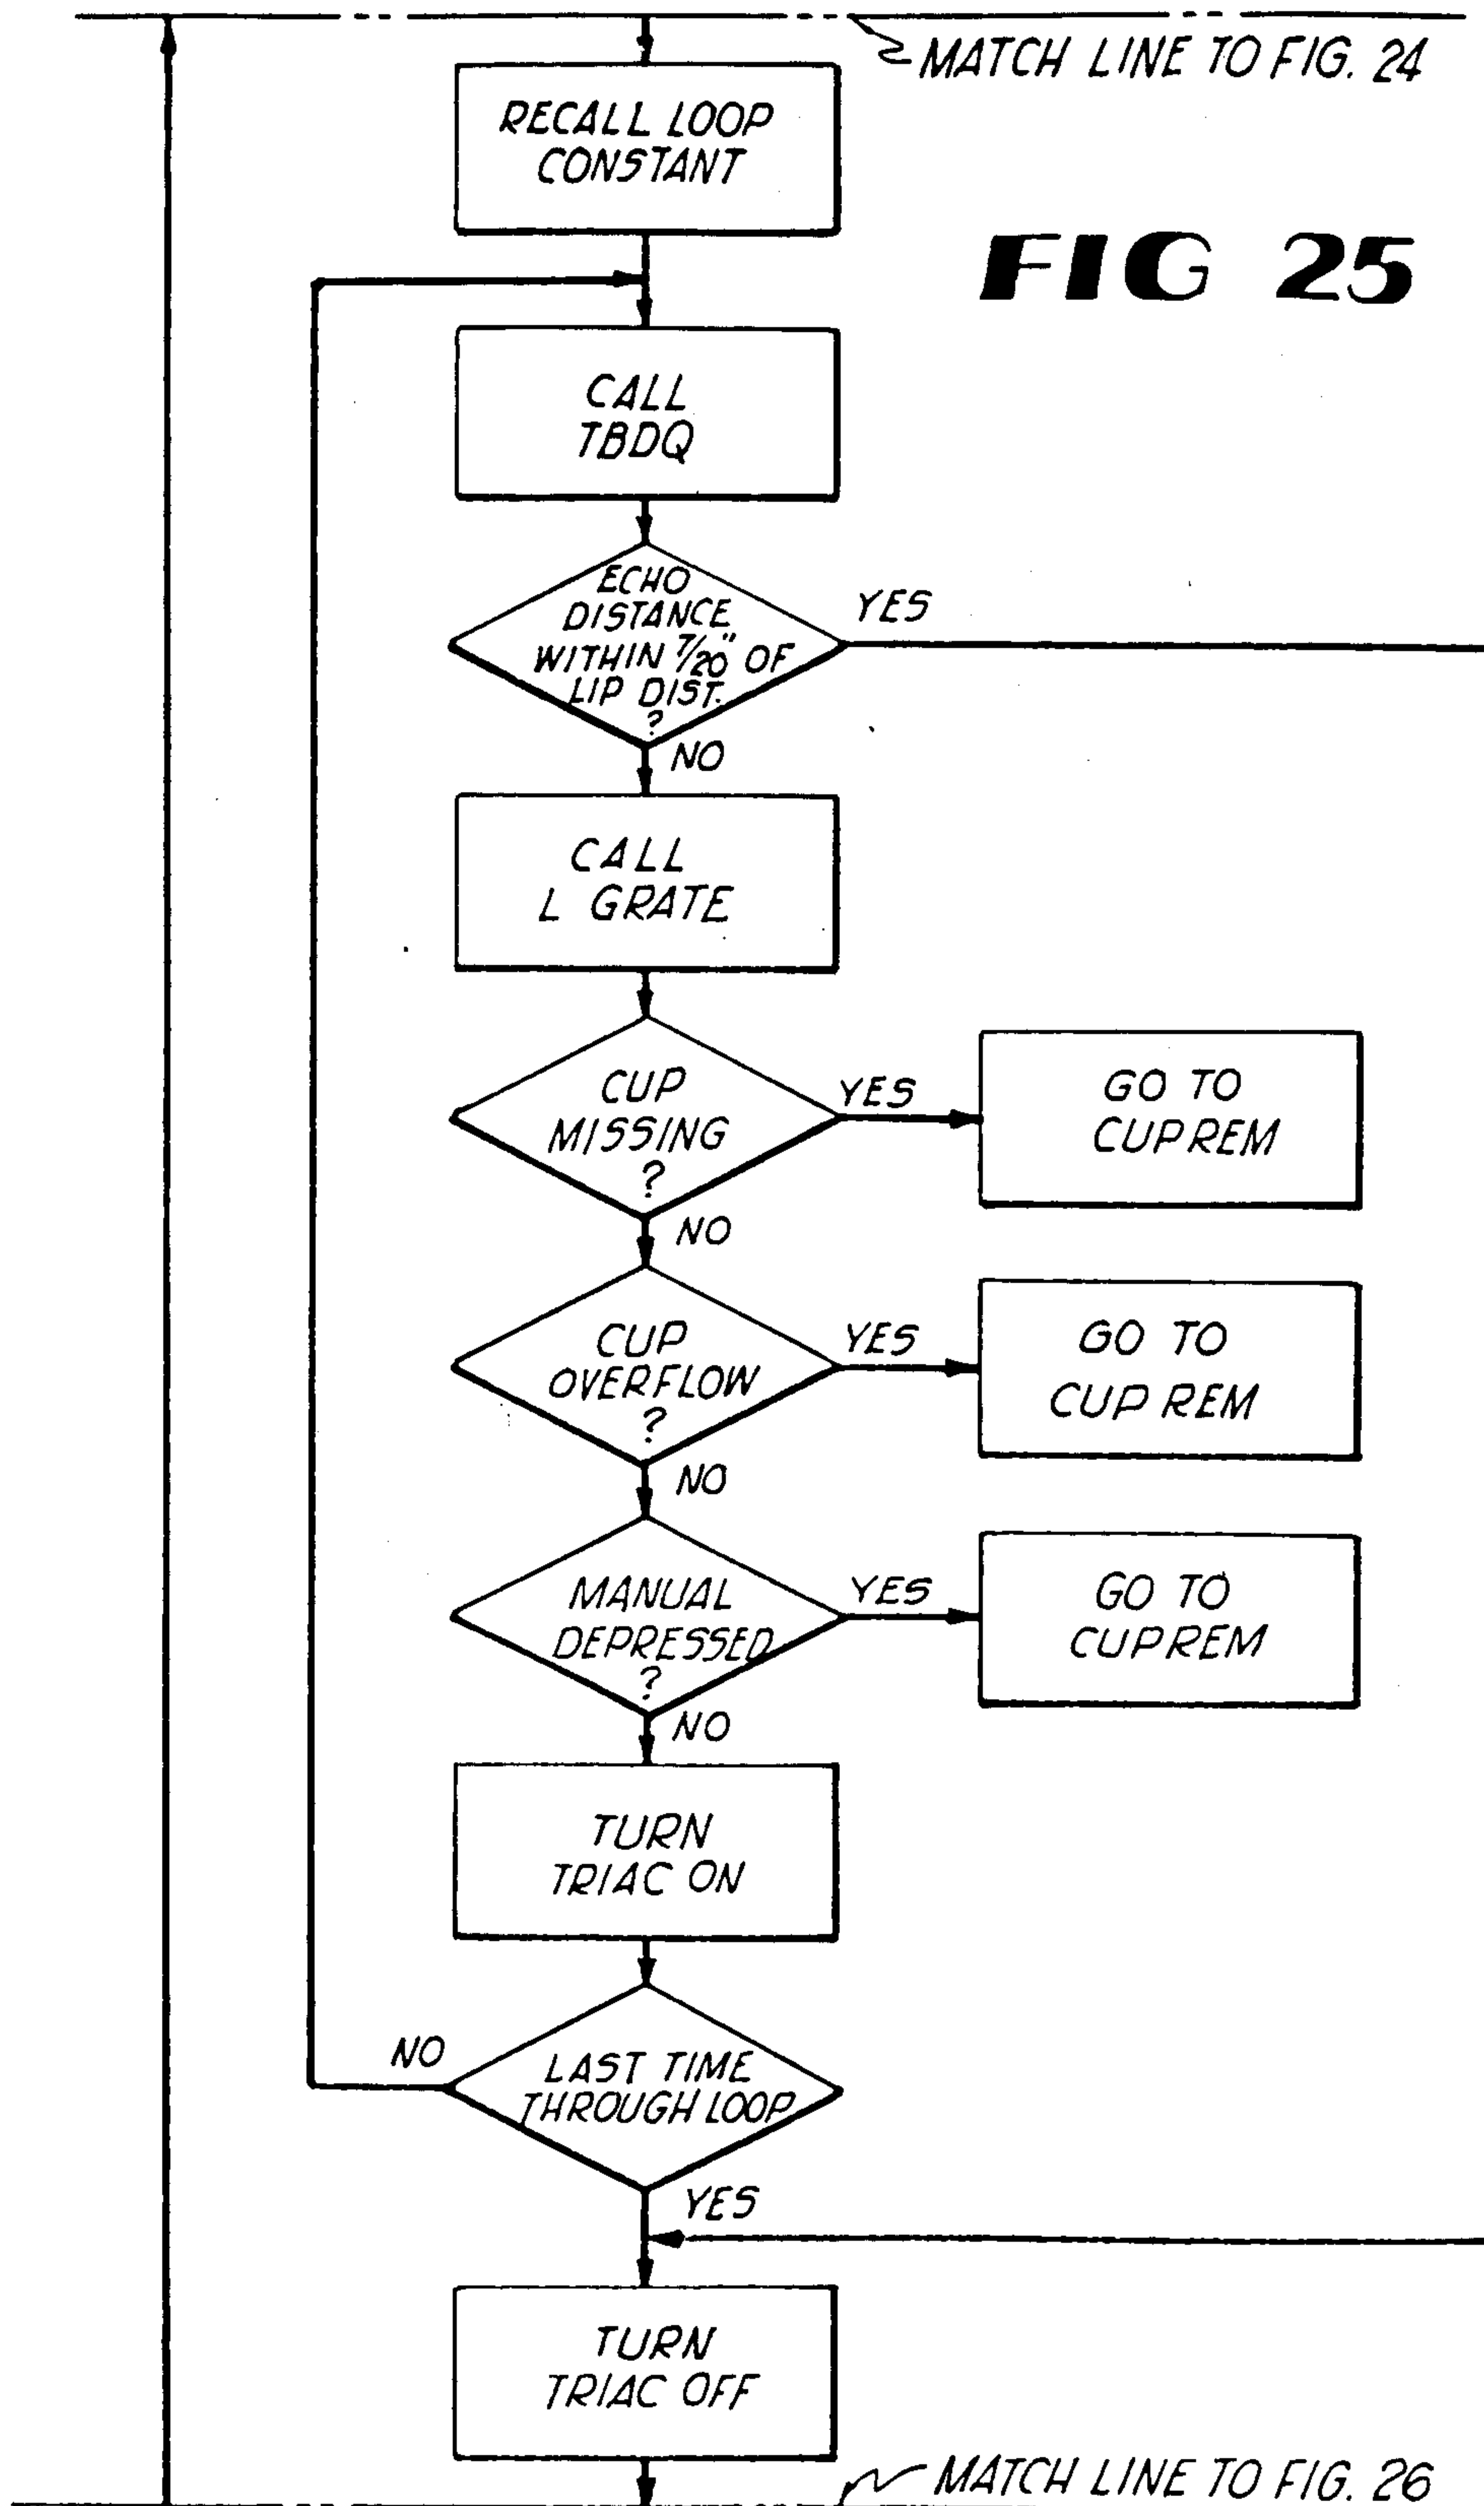 MATCH LINE TO FIG. 24
RECALL LOOP
CONSTANT
FIG 25
CALL
TBDQ
ECHO
DISTANCE
WITHIN 7/20" OF
LIP DIST.
?
YES
NO
CALL
L GRATE
CUP
MISSING
?
YES
GO TO
CUPREM
NO
CUP
OVERFLOW
?
YES
GO TO
CUP REM
NO
MANUAL
DEPRESSED
?
YES
GO TO
CUPREM
NO
TURN
TRIAC ON
NO
LAST TIME
THROUGH LOOP
YES
TURN
TRIAC OFF
MATCH LINE TO FIG. 26